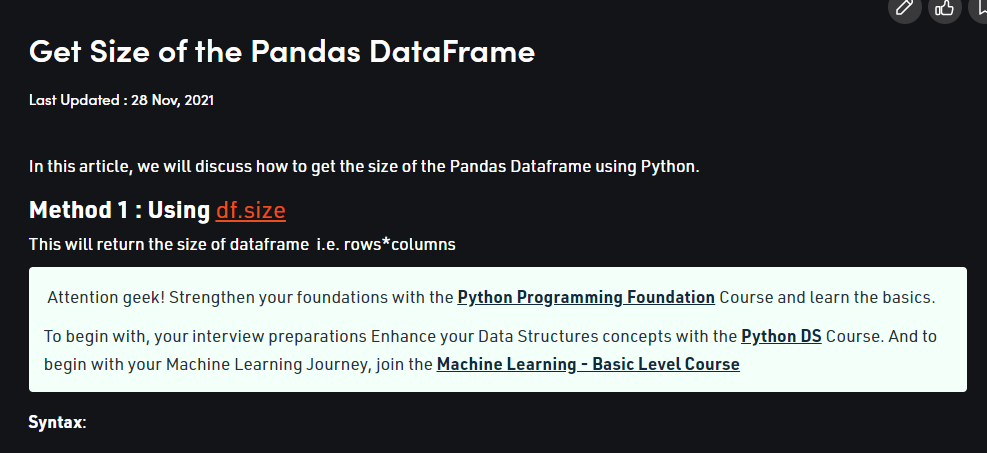 Get Size of the Pandas DataFrame
Last Updated : 28 Nov, 2021
In this article, we will discuss how to get the size of the Pandas Dataframe using Python.
Method 1 : Using df.size
This will return the size of dataframe  i.e. rows*columns
Attention geek! Strengthen your foundations with the Python Programming Foundation Course and learn the basics.
To begin with, your interview preparations Enhance your Data Structures concepts with the Python DS Course. And to
begin with your Machine Learning Journey, join the Machine Learning - Basic Level Course
Syntax: